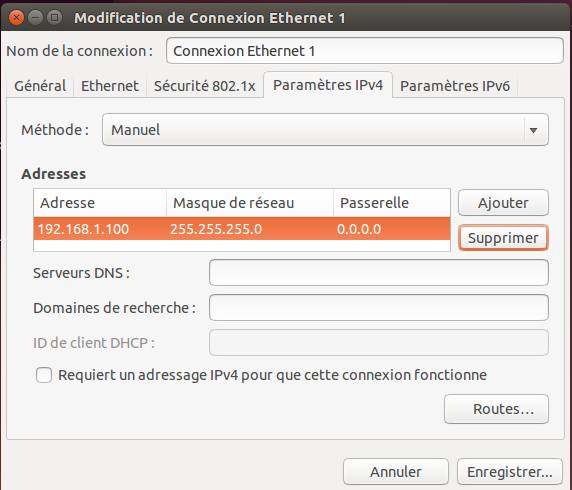 Modification de Connexion Ethernet 1
Nom de la connexion : Connexion Ethernet 1
Général Ethernet Sécurité 802.1x Paramètres IPv4 Paramètres IPv6
Méthode : Manuel
Adresses
Adresse Masque de réseau Passerelle Ajouter
192.168.1.100 255.255.255.0 0.0.0.0 Supprimer
Serveurs DNS :
Domaines de recherche :
ID de client DHCP :
Requiert un adressage IPv4 pour que cette connexion fonctionne
Routes...
Annuler Enregistrer...